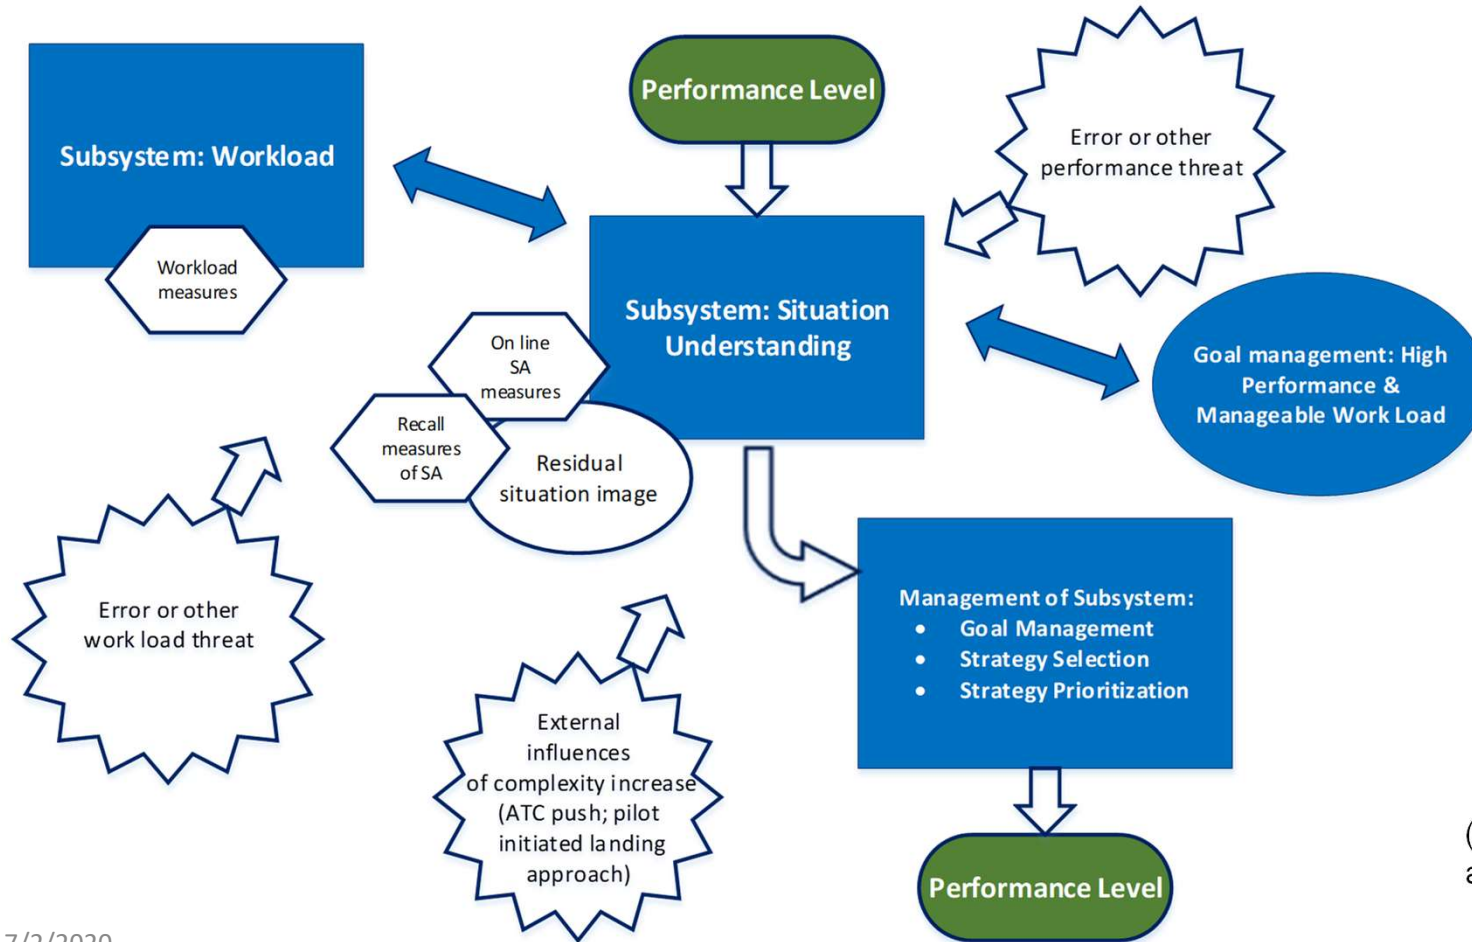 Performance Level
Error or other
performance threat
Subsystem: Workload
Workload
measures
Subsystem: Situation
Understanding
On line
SA
measures
Recall
measures
of SA
Residual
situation image
Goal management: High
Performance &
Manageable Work Load
Error or other
work load threat
External
influences
of complexity increase
(ATC push; pilot
initiated landing
approach)
Management of Subsystem:
• Goal Management
• Strategy Selection
• Strategy Prioritization
Performance Level
(
a
7/2/2020